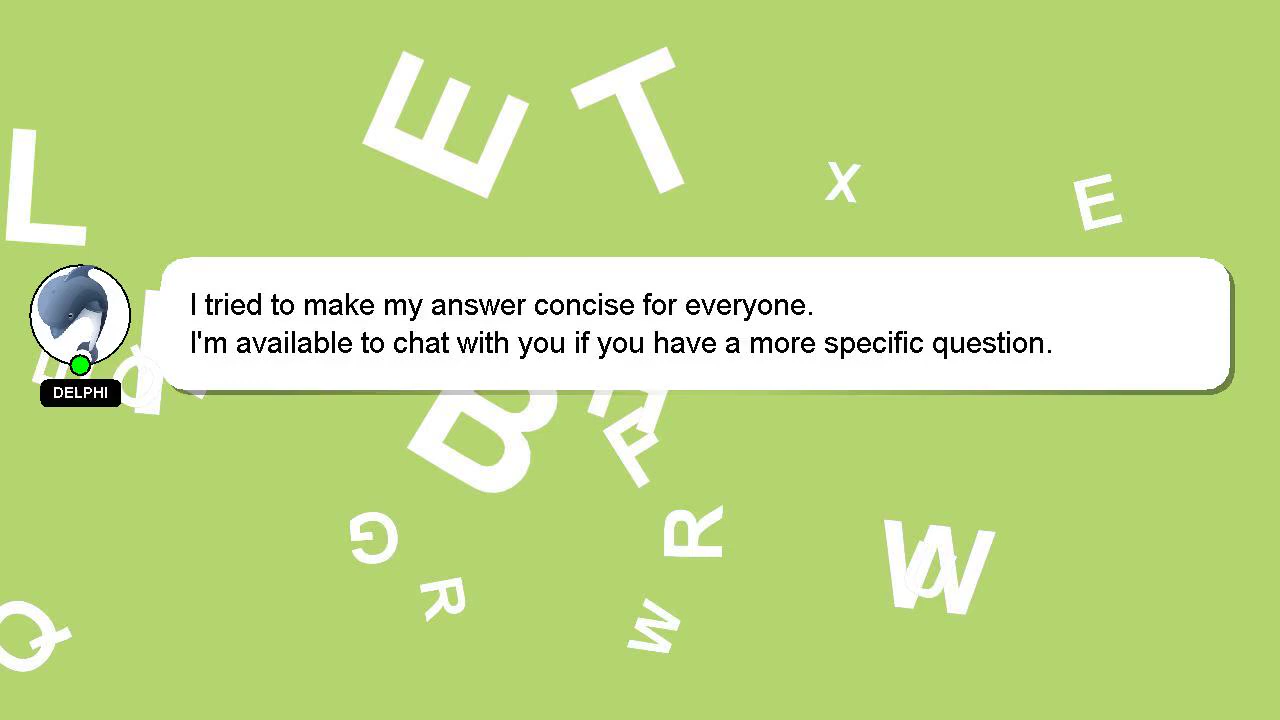 E T
L X E
I tried to make my answer concise for everyone.
I'm available to chat with you if you have a more specific question.
DELPHI
B
F
G R W
R W
Q